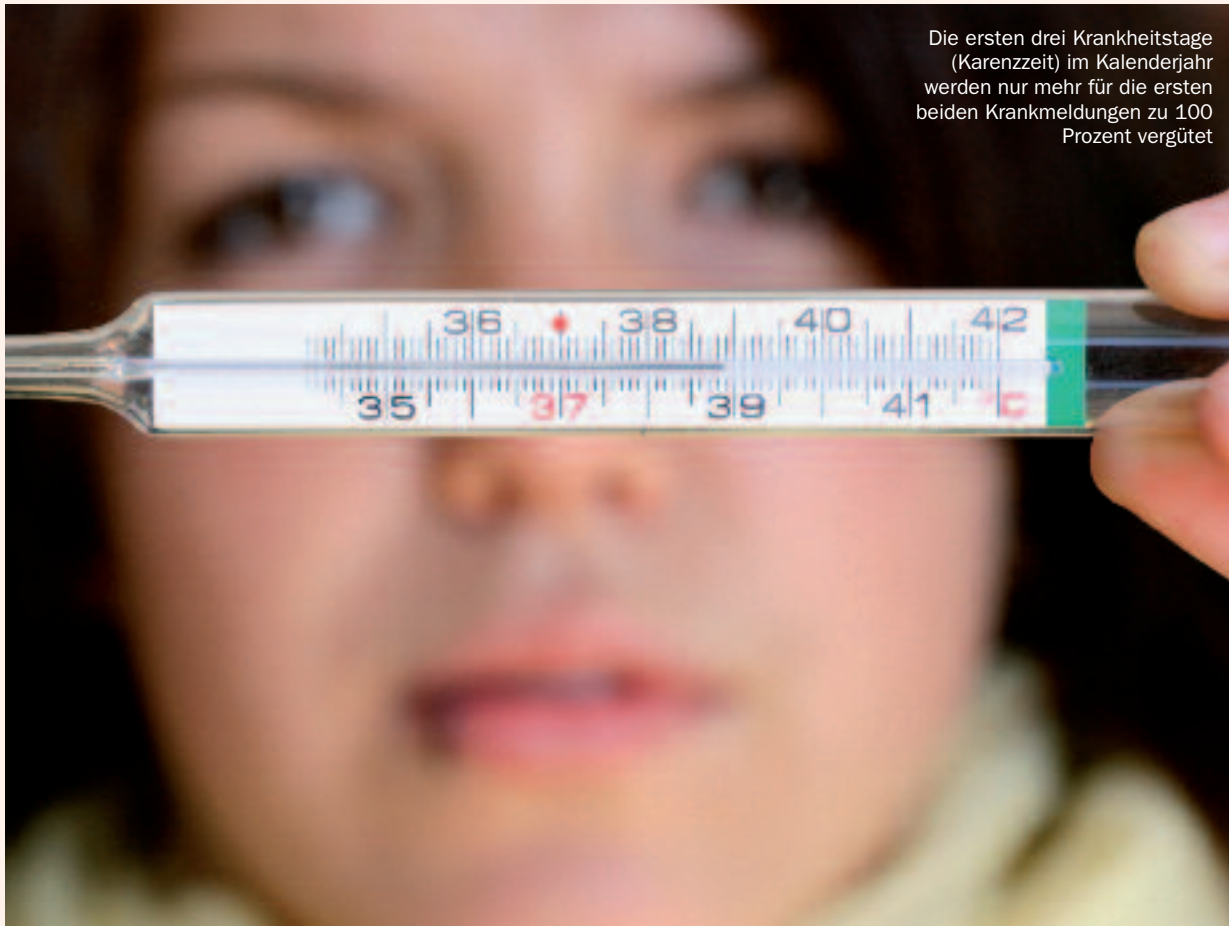 Die ersten drei Krankheitstage
(Karenzzeit) im Kalenderjahr
werden nur mehr für die ersten
beiden Krankmeldungen zu 100
Prozent vergütet
36 38 40 42
35 37 39 41 °C